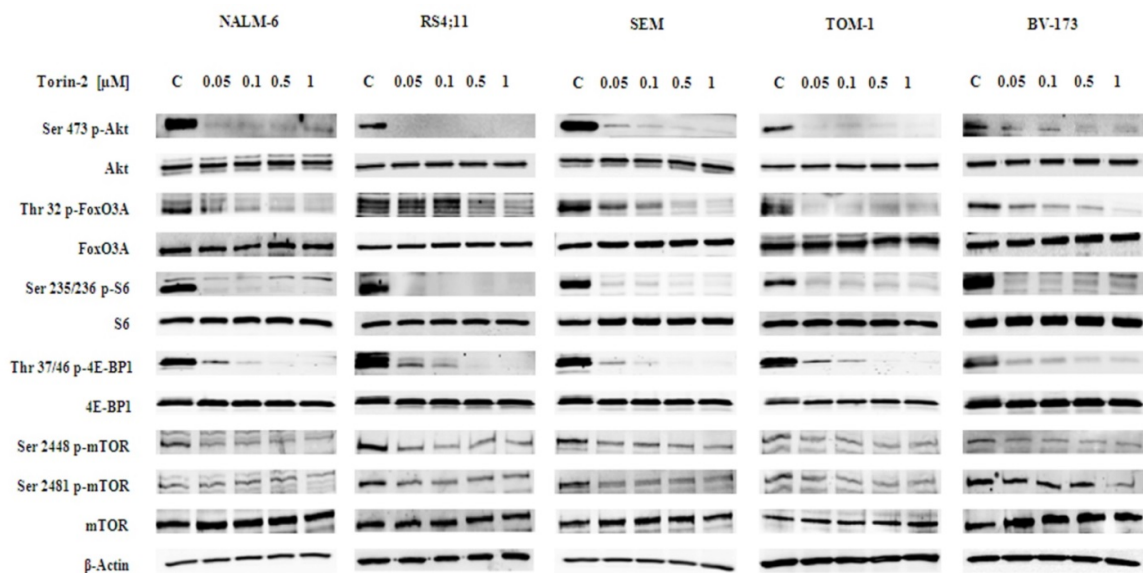 NALM-6 RS4;11 SEM TOM-1 BV-173
Torin-2 [µM] C 0.05 0.1 0.5 1 C 0.05 0.1 0.5 1 C 0.05 0.1 0.5 1 C 0.05 0.1 0.5 1 C 0.05 0.1 0.5 1
Ser 473 p-Akt
Akt
Thr 32 p-FoxO3A
FoxO3A
Ser 235/236 p-S6
S6
Thr 37/46 p-4E-BP1
4E-BP1
Ser 2448 p-mTOR
Ser 2481 p-mTOR
mTOR
β-Actin